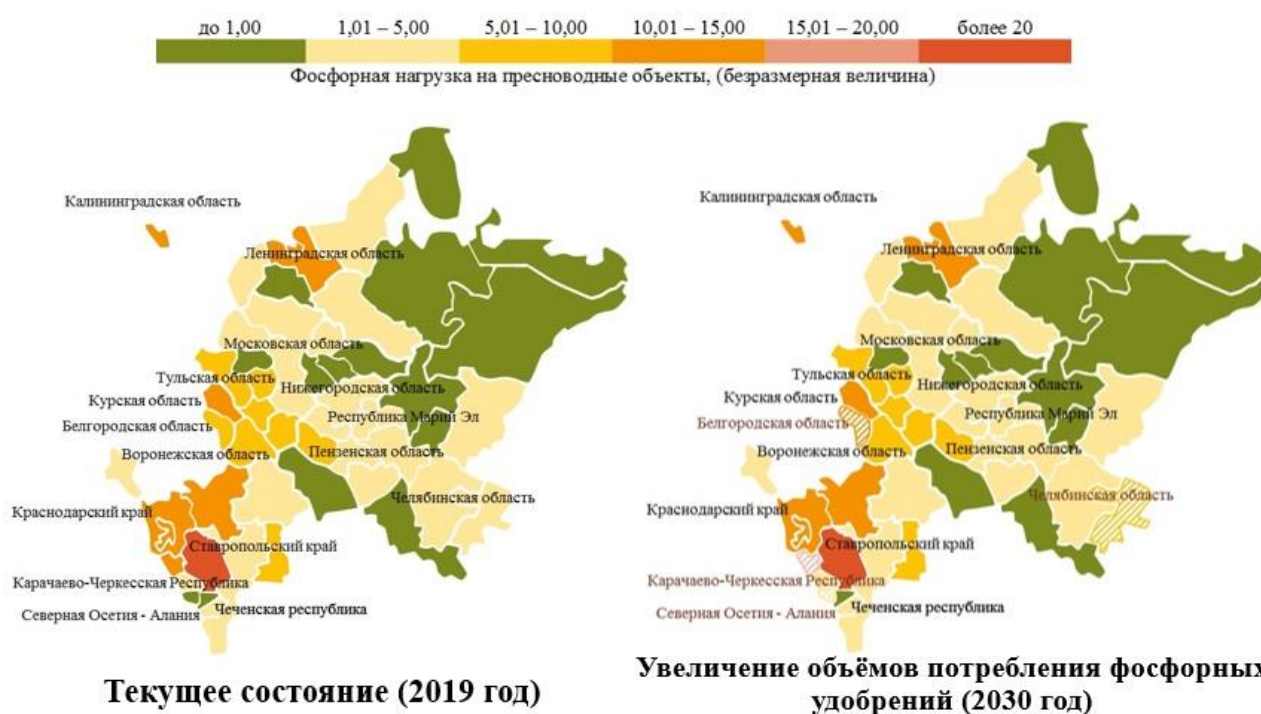 до 1,00 1,01 – 5,00 5,01 – 10,00 10,01 – 15,00 15,01 – 20,00 более 20
Фосфорная нагрузка на пресноводные объекты, (безразмерная величина)
Калининградская область
Ленинградская область
Московская область
Тульская область
Нижегородская область
Курская область
Республика Марий Эл
Белгородская область
Воронежская область
Пензенская область
Челябинская область
Краснодарский край
Ставропольский край
Карачаево-Черкесская Республика
Северная Осетия - Алания
Чеченская республика
Текущее состояние (2019 год)
Калининградская область
Ленинградская область
Московская область
Тульская область
Нижегородская область
Курская область
Республика Марий Эл
Белгородская область
Воронежская область
Пензенская область
Челябинская область
Краснодарский край
Ставропольский край
Карачаево-Черкесская Республика
Северная Осетия - Алания
Чеченская республика
Увеличение объёмов потребления фосфорных
удобрений (2030 год)